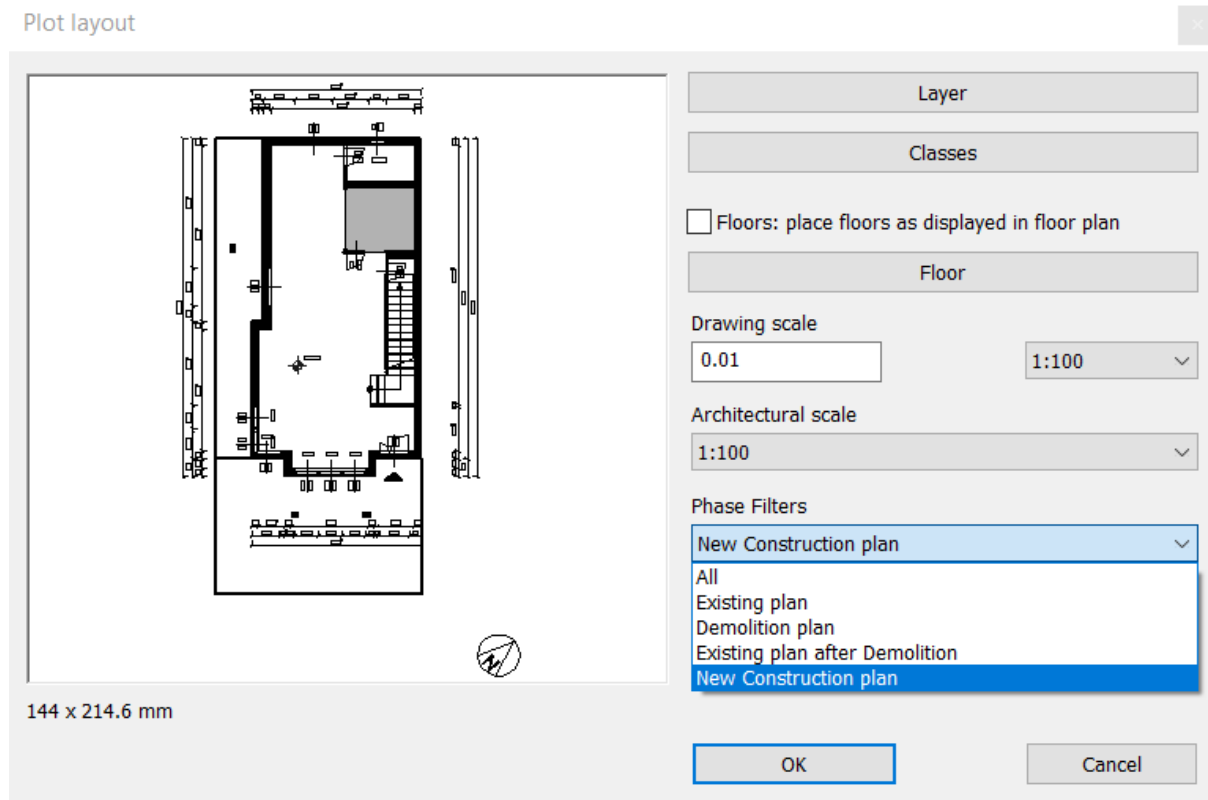 Plot layout
Layer
Classes
Floors: place floors as displayed in floor plan
Floor
Drawing scale
0.01
1:100
Architectural scale
1:100
Phase Filters
New Construction plan
All
Existing plan
Demolition plan
Existing plan after Demolition
New Construction plan
N
144 x 214.6 mm
OK
Cancel